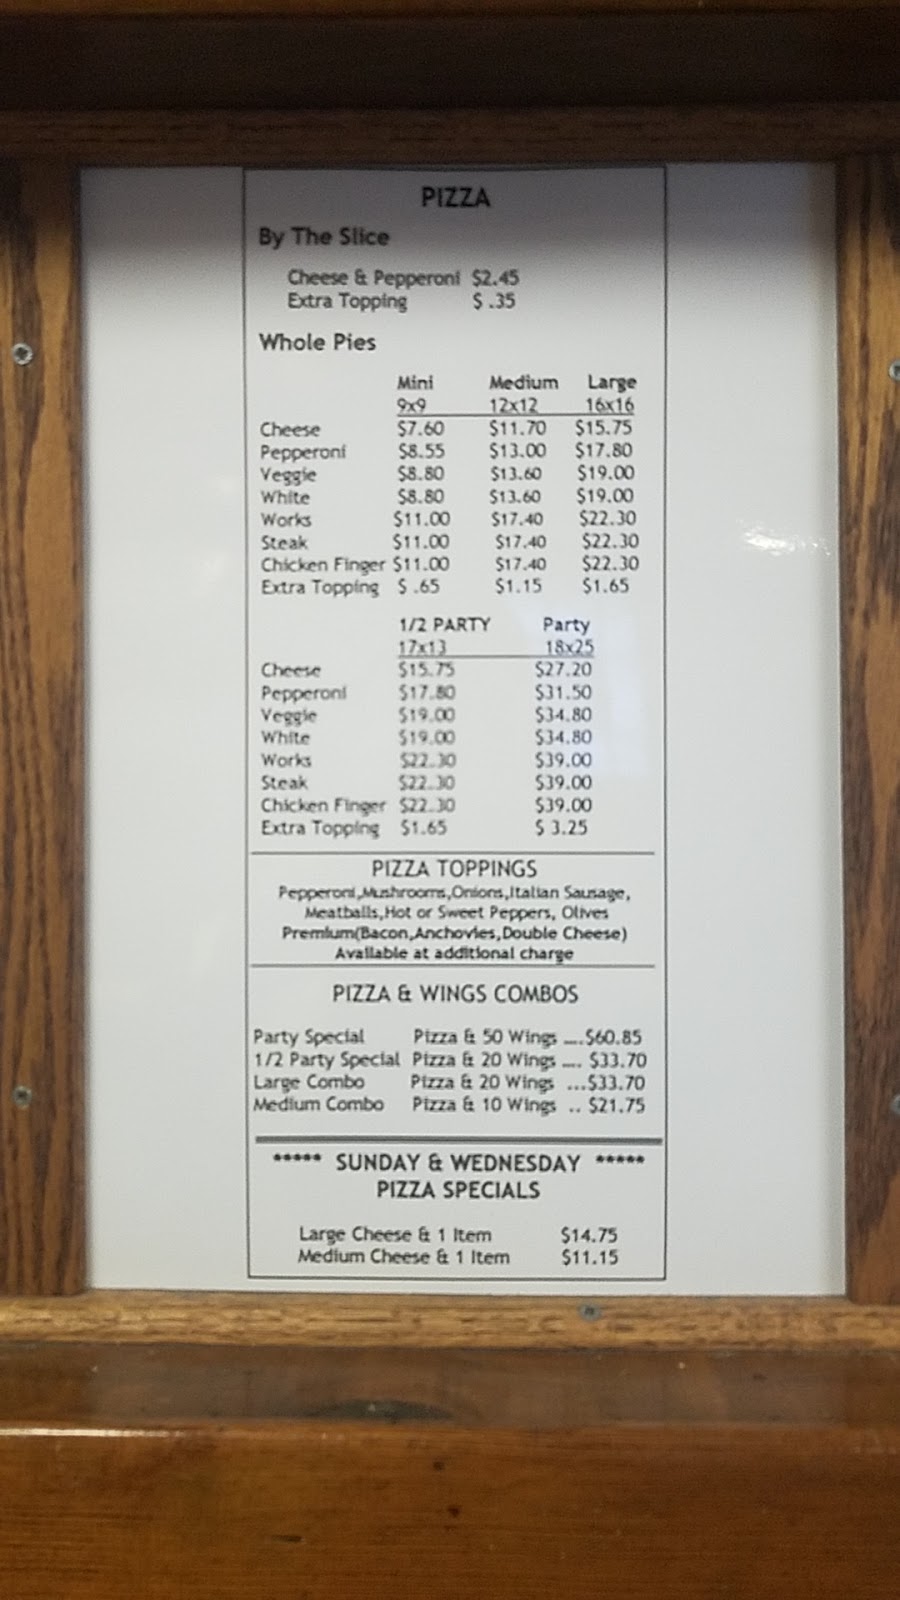 PIZZA
By The Slice
Cheese & Pepperoni $2.45
Extra Topping $ .35
Whole Pies
Mini Medium Large
9x9 12x12 16x16
Cheese $7.60 $11.70 $15.75
Pepperoni $8.55 $13.00 $17.80
Veggie $8.80 $13.60 $19.00
White $8.80 $13.60 $19.00
Works $11.00 $17.40 $22.30
Steak $11.00 $17.40 $22.30
Chicken Finger $11.00 $17.40 $22.30
Extra Topping $ .65 $1.15 $1.65
1/2 PARTY Party
17x13 18x25
Cheese $15.75 $27.20
Pepperoni $17.80 $31.50
Veggie $19.00 $34.80
White $19.00 $34.80
Works $22.30 $39.00
Steak $22.30 $39.00
Chicken Finger $22.30 $39.00
Extra Topping $1.65 $ 3.25
PIZZA TOPPINGS
Pepperoni,Mushrooms,Onions,Italian Sausage,
Meatballs,Hot or Sweet Peppers, Olives
Premium(Bacon,Anchovies,Double Cheese)
Available at additional charge
PIZZA & WINGS COMBOS
Party Special Pizza & 50 Wings ....$60.85
1/2 Party Special Pizza & 20 Wings .... $33.70
Large Combo Pizza & 20 Wings ...$33.70
Medium Combo Pizza & 10 Wings .. $21.75
***** SUNDAY & WEDNESDAY *****
PIZZA SPECIALS
Large Cheese & 1 Item $14.75
Medium Cheese & 1 Item $11.15